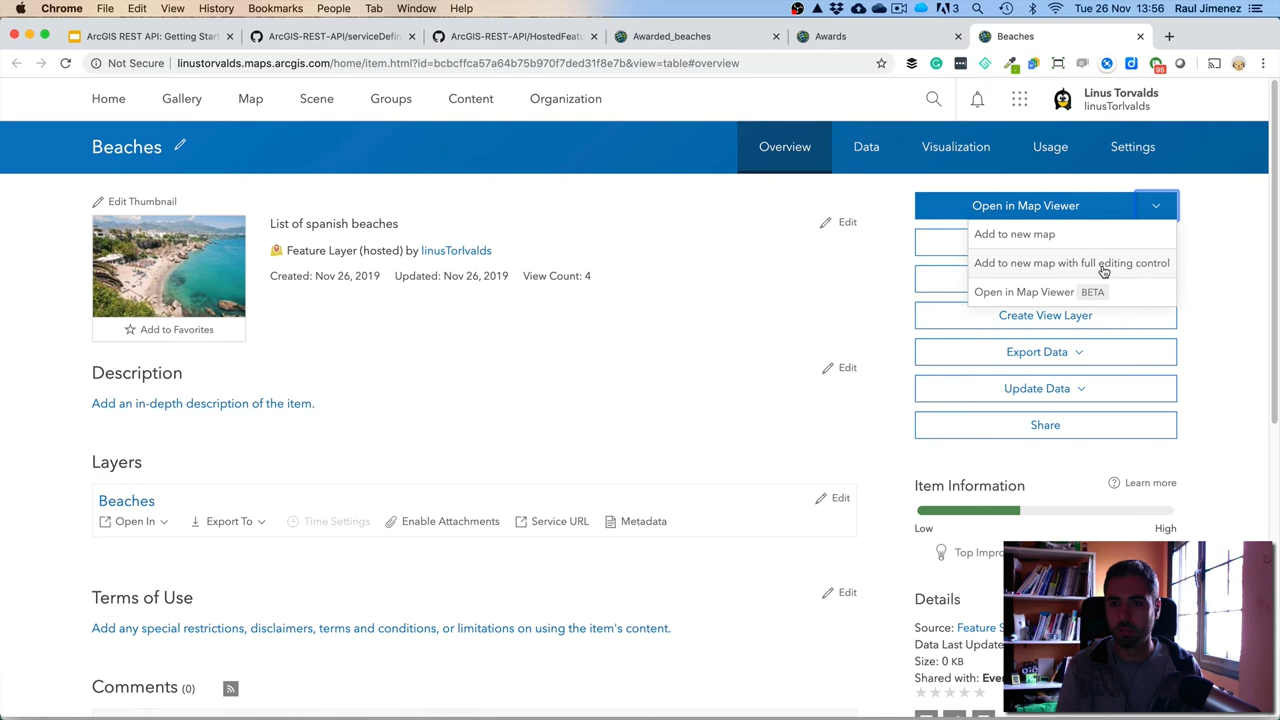 Chrome File Edit View History Bookmarks People Tab Window Help 3 Tue 26 Nov 13:56 Raul Jimenez
ArcGIS REST API: Getting Star ArcGIS-REST-API/serviceDefin ArcGIS-REST-API/HostedFeatu Awarded_beaches Awards Beaches
Not Secure linustorvalds.maps.arcgis.com/home/item.html?id=bcbcffca57a64b75b970f7ded31f8e7b&view=table#overview 95
Home Gallery Map Scene Groups Content Organization Linus Torvalds
linusTorlvalds
Beaches Overview Data Visualization Usage Settings
Edit Thumbnail
Open in Map Viewer
List of spanish beaches Edit
Add to new map
Feature Layer (hosted) by linusTorlvalds
Add to new map with full editing control
Created: Nov 26, 2019 Updated: Nov 26, 2019 View Count: 4
Open in Map Viewer BETA
Create View Layer
Add to Favorites
Export Data
Description Edit
Update Data
Add an in-depth description of the item.
Share
Layers
Item Information Learn more
Beaches Edit
Open In Export To Time Settings Enable Attachments Service URL Metadata
Low High
Top Impro
Terms of Use Edit
Details
Add any special restrictions, disclaimers, terms and conditions, or limitations on using the item's content.
Source: Feature S
Data Last Update
Size: 0 KB
Shared with: Ever
Comments (0)